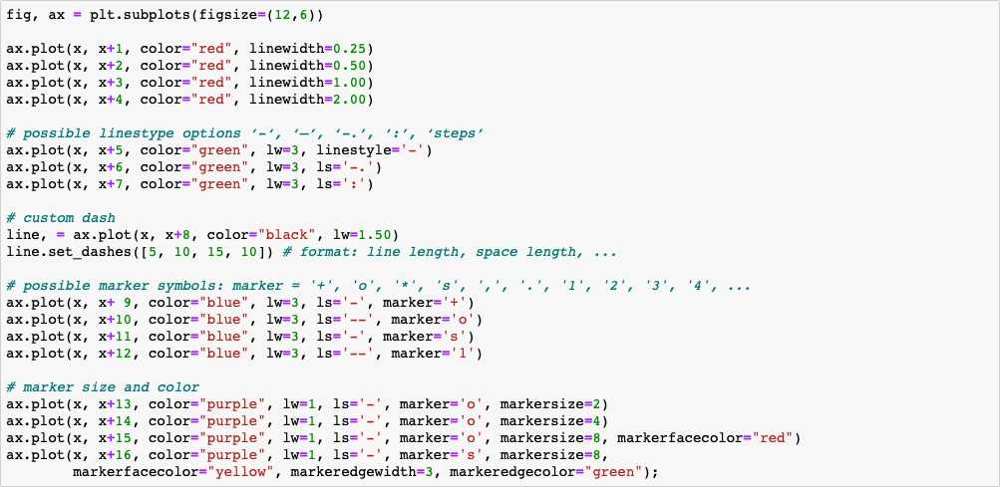 fig, ax = plt.subplots(figsize=(12,6))
ax.plot(x, x+1, color="red", linewidth=0.25)
ax.plot(x, x+2, color="red", linewidth=0.50)
ax.plot(x, x+3, color="red", linewidth=1.00)
ax.plot(x, x+4, color="red", linewidth=2.00)
# possible linestype options ‘-‘, ‘–’, ‘-.’, ‘:’, ‘steps’
ax.plot(x, x+5, color="green", lw=3, linestyle='-')
ax.plot(x, x+6, color="green", lw=3, ls='-.')
ax.plot(x, x+7, color="green", lw=3, ls=':')
# custom dash
line, = ax.plot(x, x+8, color="black", lw=1.50)
line.set_dashes([5, 10, 15, 10]) # format: line length, space length, ...
# possible marker symbols: marker = '+', 'o', '*', 's', ',', '.', '1', '2', '3', '4', ...
ax.plot(x, x+ 9, color="blue", lw=3, ls='-', marker='+')
ax.plot(x, x+10, color="blue", lw=3, ls='--', marker='o')
ax.plot(x, x+11, color="blue", lw=3, ls='-', marker='s')
ax.plot(x, x+12, color="blue", lw=3, ls='--', marker='1')
# marker size and color
ax.plot(x, x+13, color="purple", lw=1, ls='-', marker='o', markersize=2)
ax.plot(x, x+14, color="purple", lw=1, ls='-', marker='o', markersize=4)
ax.plot(x, x+15, color="purple", lw=1, ls='-', marker='o', markersize=8, markerfacecolor="red")
ax.plot(x, x+16, color="purple", lw=1, ls='-', marker='s', markersize=8,
        markerfacecolor="yellow", markeredgewidth=3, markeredgecolor="green");